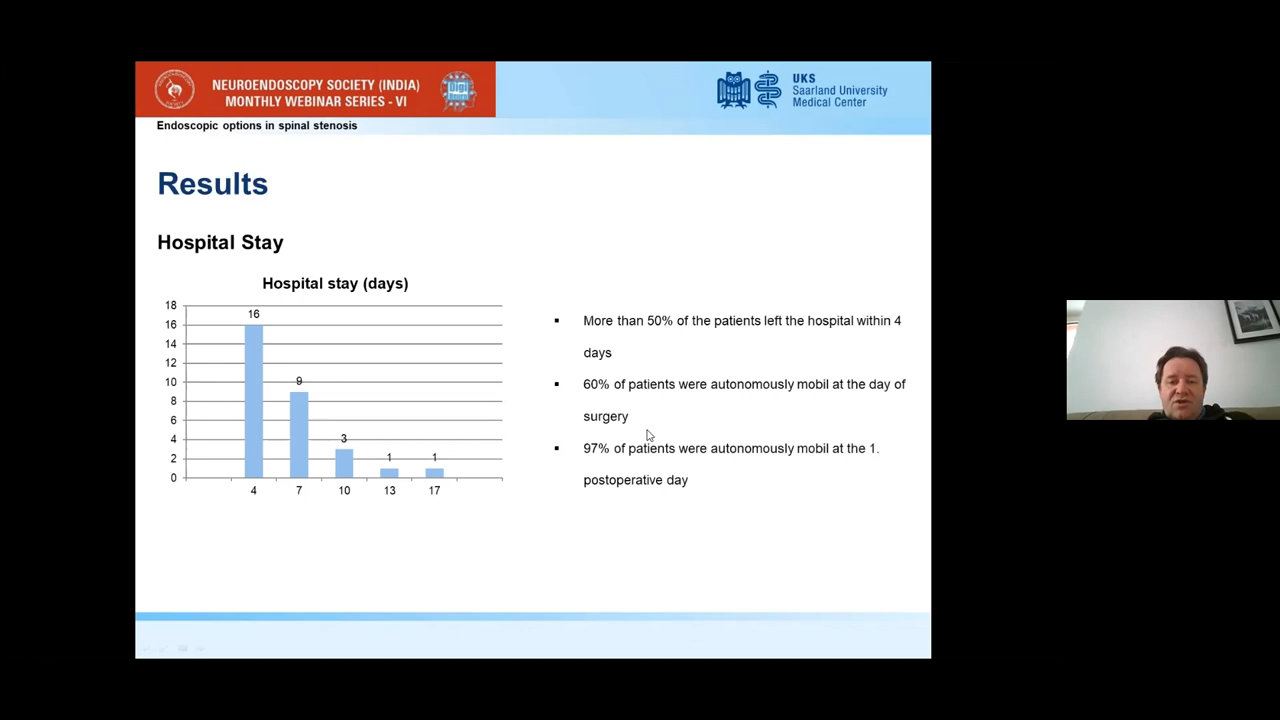 NEUROENDOSCOPY SOCIETY (INDIA)
MONTHLY WEBINAR SERIES - VI
Digi
UKS
Saarland University
Medical Center
Endoscopic options in spinal stenosis
Results
Hospital Stay
Hospital stay (days)
18
16
14
12
10
8
6
4
2
0
16
9
3
1
1
4
7
10
13
17
▪ More than 50% of the patients left the hospital within 4
days
▪ 60% of patients were autonomously mobil at the day of
surgery
▪ 97% of patients were autonomously mobil at the 1.
postoperative day